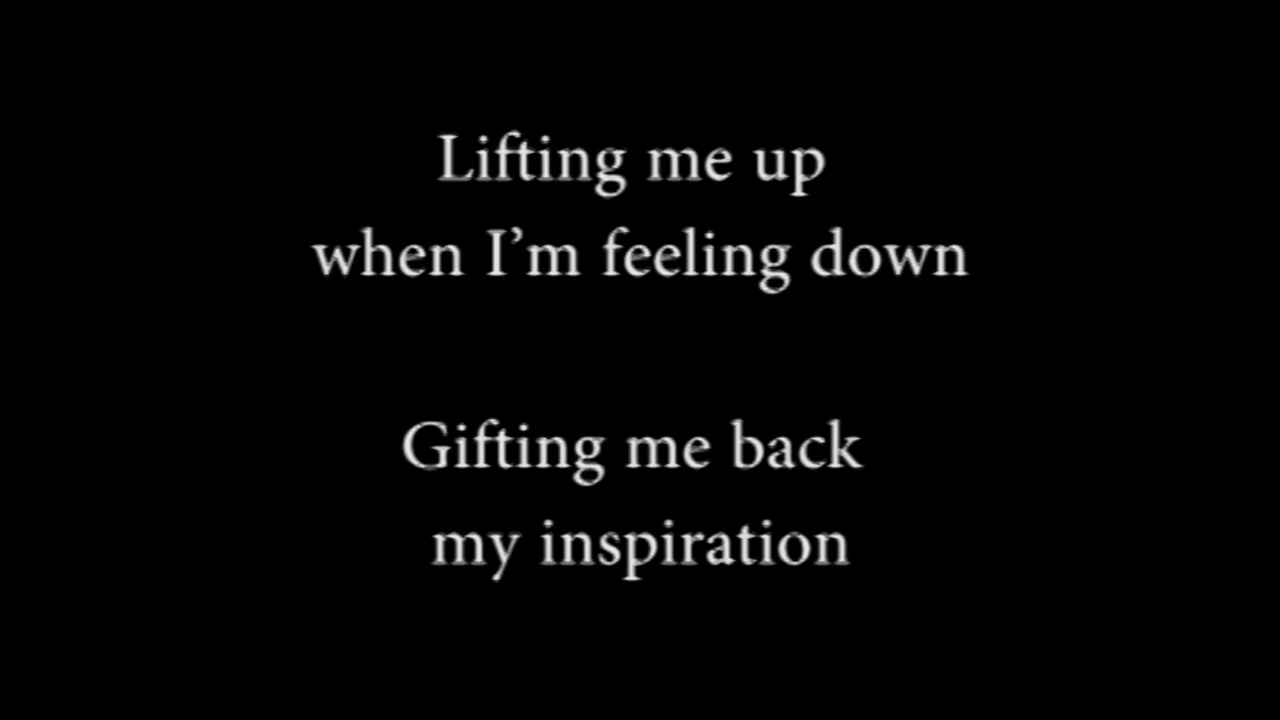 Lifting me up
when I’m feeling down
Gifting me back
my inspiration